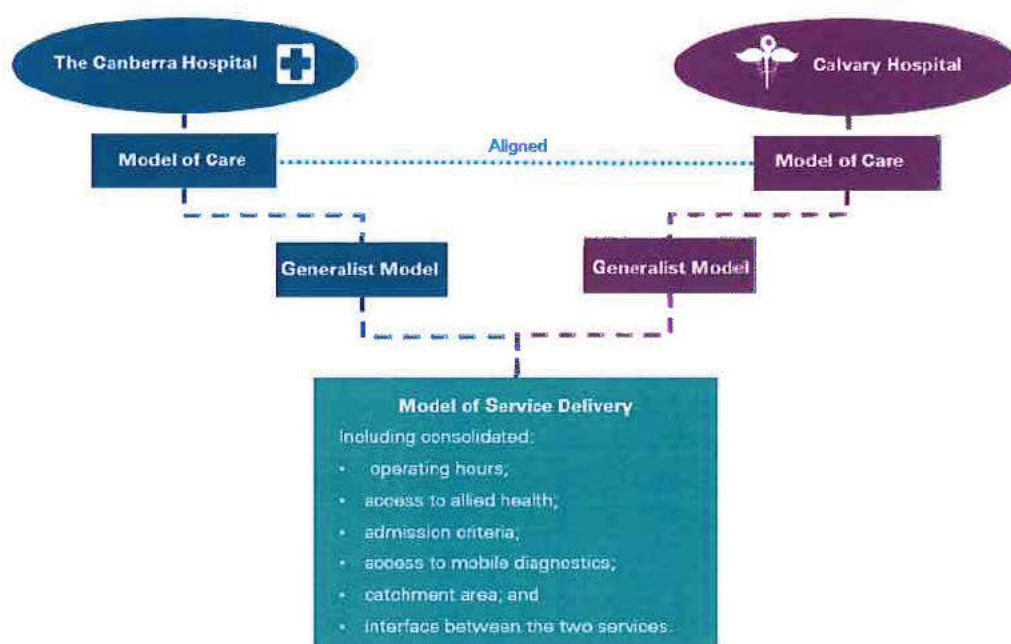 The Canberra Hospital
Calvary Hospital
Model of Care
Aligned
Model of Care
Generalist Model
Generalist Model
Model of Service Delivery
Including consolidated:
• operating hours;
• access to allied health;
• admission criteria;
• access to mobile diagnostics;
• catchment area; and
• interface between the two services.